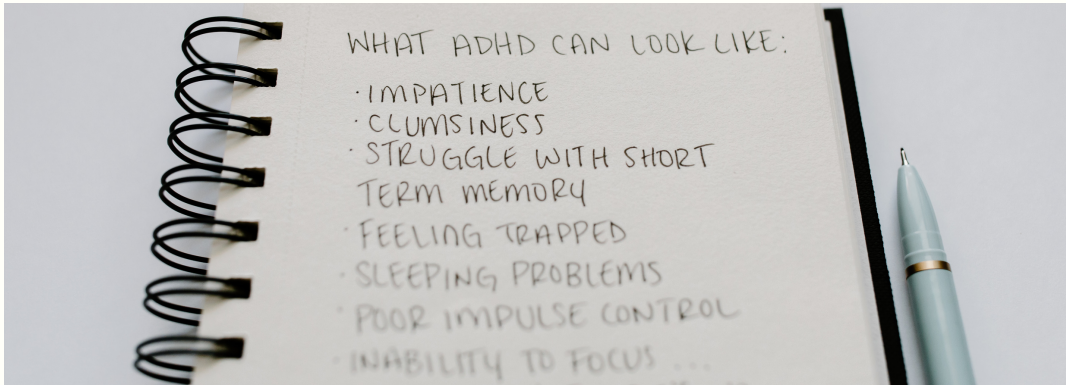 WHAT ADHD CAN LOOK LIKE:
·IMPATIENCE
·CLUMSINESS
·STRUGGLE WITH SHORT
TERM MEMORY
·FEELING TRAPPED
·SLEEPING PROBLEMS
·POOR IMPULSE CONTROL
·INABILITY TO FOCUS ...